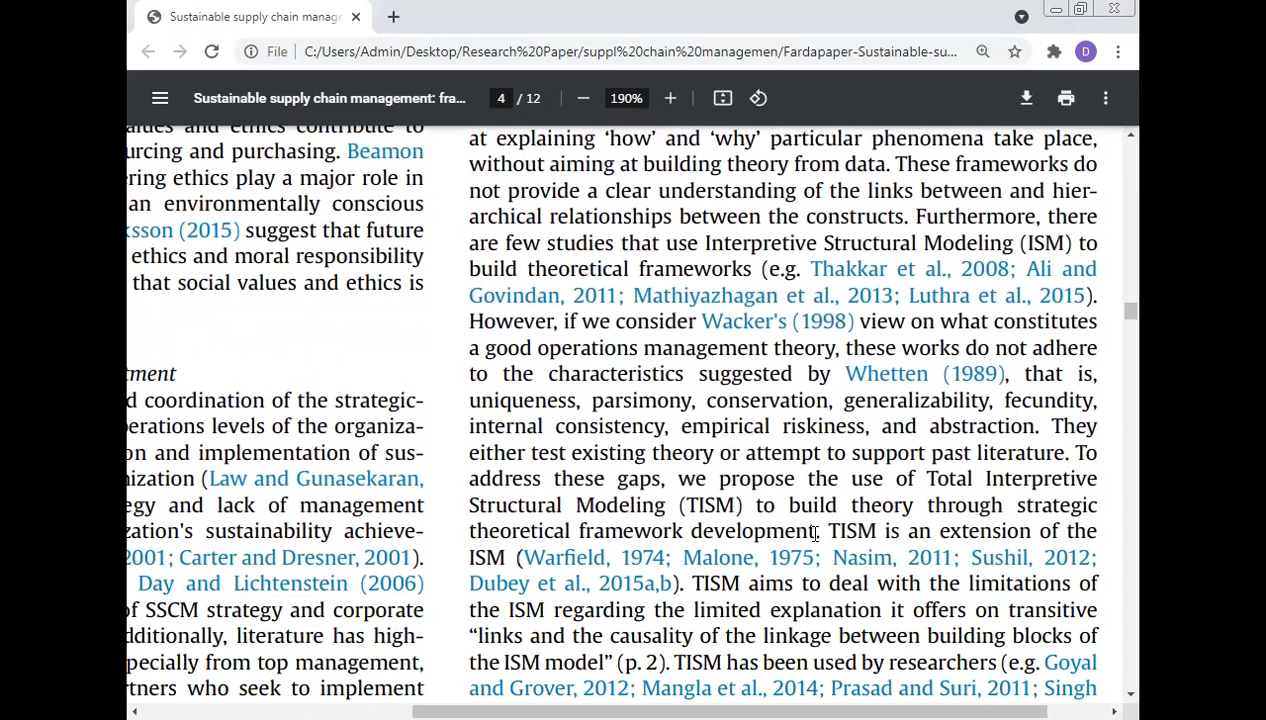 Sustainable supply chain manage
File C:/Users/Admin/Desktop/Research%20Paper/suppl%20chain%20managemen/Fardapaper-Sustainable-su...
D
Sustainable supply chain management: fra...
4 / 12
190%
values and ethics contribute to
urcing and purchasing. Beamon
ering ethics play a major role in
an environmentally conscious
ksson (2015) suggest that future
ethics and moral responsibility
that social values and ethics is
tment
d coordination of the strategic-
perations levels of the organiza-
on and implementation of sus-
nization (Law and Gunasekaran,
egy and lack of management
zation's sustainability achieve-
2001; Carter and Dresner, 2001).
Day and Lichtenstein (2006)
of SSCM strategy and corporate
dditionally, literature has high-
specially from top management,
rtners who seek to implement
at explaining ‘how’ and ‘why’ particular phenomena take place,
without aiming at building theory from data. These frameworks do
not provide a clear understanding of the links between and hier-
archical relationships between the constructs. Furthermore, there
are few studies that use Interpretive Structural Modeling (ISM) to
build theoretical frameworks (e.g. Thakkar et al., 2008; Ali and
Govindan, 2011; Mathiyazhagan et al., 2013; Luthra et al., 2015).
However, if we consider Wacker's (1998) view on what constitutes
a good operations management theory, these works do not adhere
to the characteristics suggested by Whetten (1989), that is,
uniqueness, parsimony, conservation, generalizability, fecundity,
internal consistency, empirical riskiness, and abstraction. They
either test existing theory or attempt to support past literature. To
address these gaps, we propose the use of Total Interpretive
Structural Modeling (TISM) to build theory through strategic
theoretical framework development. TISM is an extension of the
ISM (Warfield, 1974; Malone, 1975; Nasim, 2011; Sushil, 2012;
Dubey et al., 2015a,b). TISM aims to deal with the limitations of
the ISM regarding the limited explanation it offers on transitive
“links and the causality of the linkage between building blocks of
the ISM model” (p. 2). TISM has been used by researchers (e.g. Goyal
and Grover, 2012; Mangla et al., 2014; Prasad and Suri, 2011; Singh